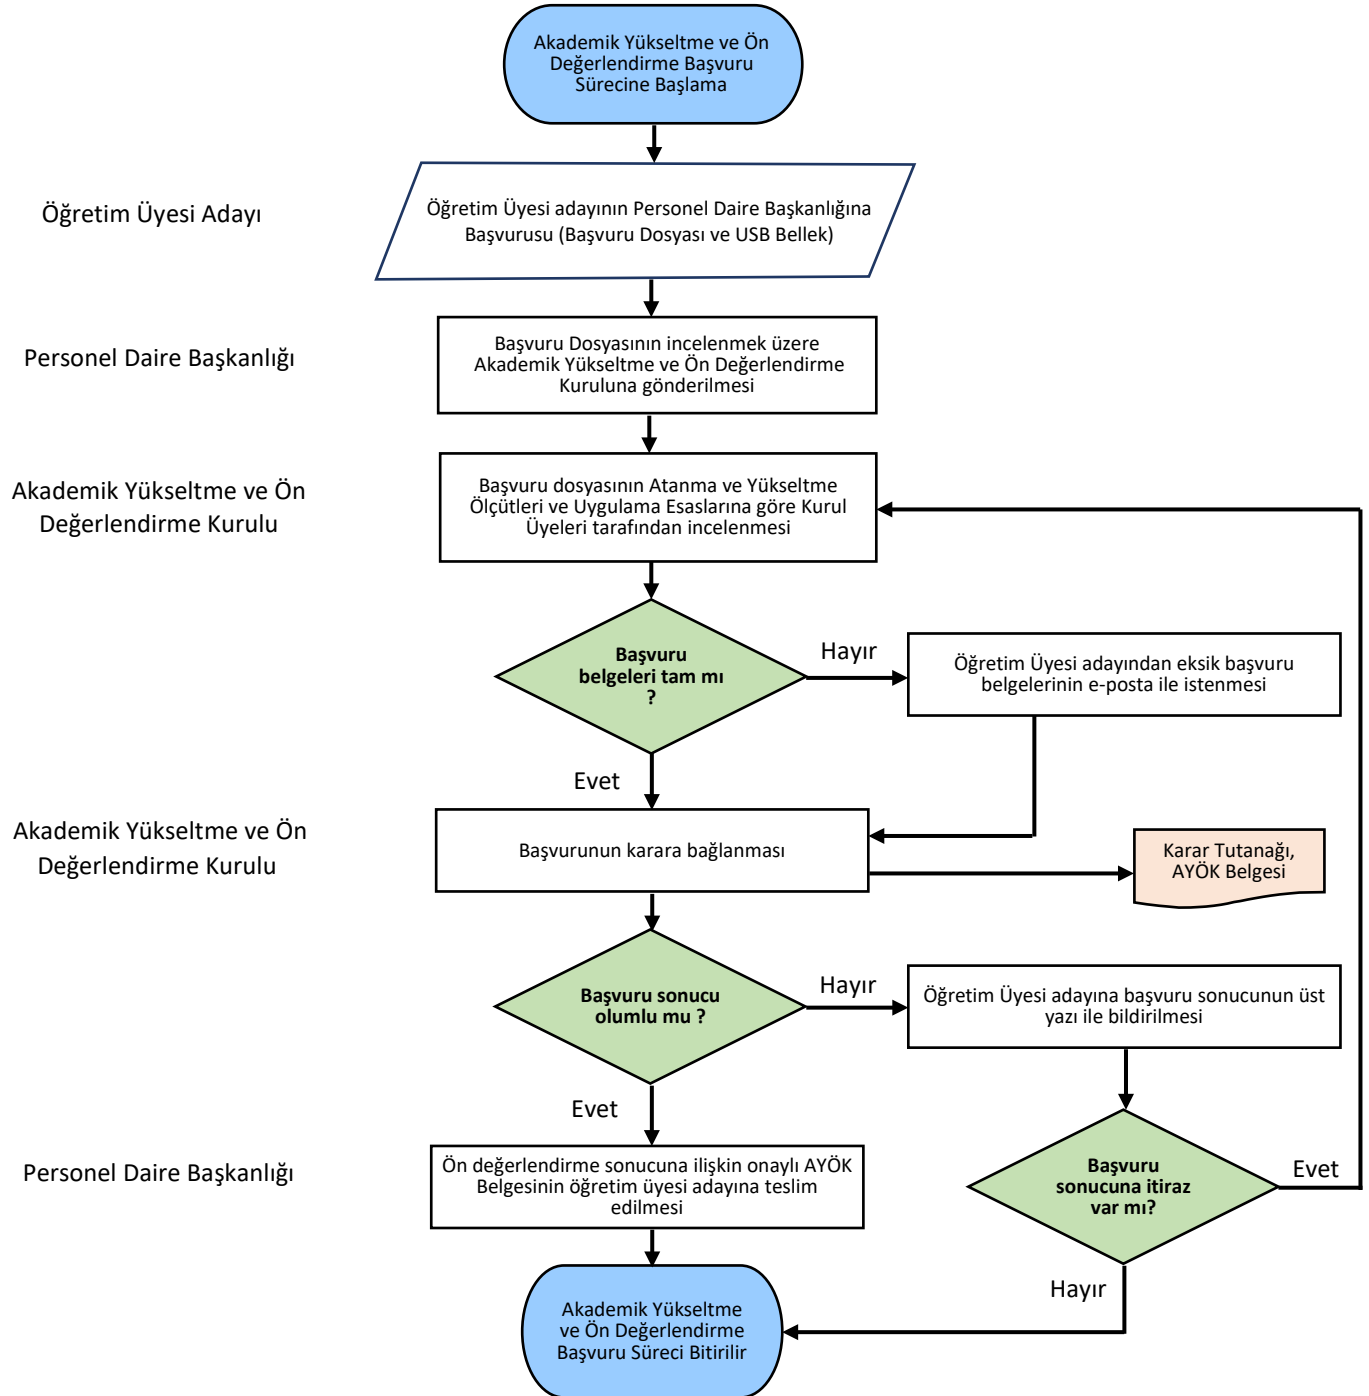 Akademik Yükseltme ve Ön
Değerlendirme Başvuru
Sürecine Başlama
Öğretim Üyesi Adayı
Öğretim Üyesi adayının Personel Daire Başkanlığına
Başvurusu (Başvuru Dosyası ve USB Bellek)
Personel Daire Başkanlığı
Başvuru Dosyasının incelenmek üzere
Akademik Yükseltme ve Ön Değerlendirme
Kuruluna gönderilmesi
Akademik Yükseltme ve Ön
Değerlendirme Kurulu
Başvuru dosyasının Atanma ve Yükseltme
Ölçütleri ve Uygulama Esaslarına göre Kurul
Üyeleri tarafından incelenmesi
Başvuru
belgeleri tam mı
?
Hayır
Öğretim Üyesi adayından eksik başvuru
belgelerinin e-posta ile istenmesi
Evet
Akademik Yükseltme ve Ön
Değerlendirme Kurulu
Başvurunun karara bağlanması
Karar Tutanağı,
AYÖK Belgesi
Başvuru sonucu
olumlu mu ?
Hayır
Öğretim Üyesi adayına başvuru sonucunun üst
yazı ile bildirilmesi
Evet
Personel Daire Başkanlığı
Ön değerlendirme sonucuna ilişkin onaylı AYÖK
Belgesinin öğretim üyesi adayına teslim
edilmesi
Başvuru
sonucuna itiraz
var mı?
Evet
Hayır
Akademik Yükseltme
ve Ön Değerlendirme
Başvuru Süreci Bitirilir